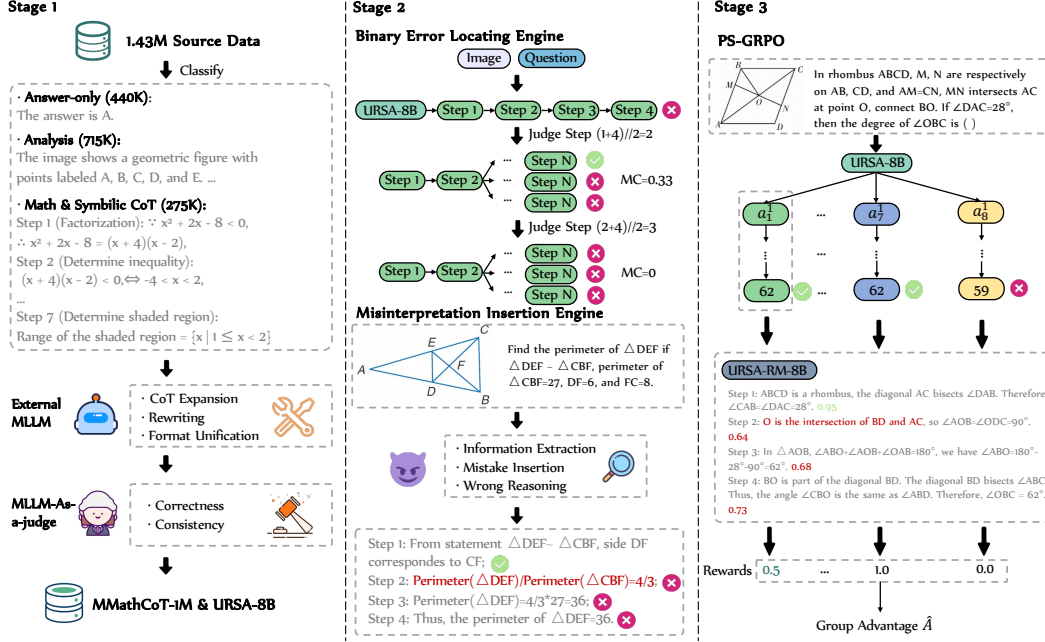 Stage 1
1.43M Source Data
Classify
· Answer-only (440K):
The answer is A.
· Analysis (715K):
The image shows a geometric figure with
points labeled A, B, C, D, and E. ...
· Math & Symbilic CoT (275K):
Step 1 (Factorization): ∵ x² + 2x - 8 < 0,
∴ x² + 2x - 8 = (x + 4)(x - 2),
Step 2 (Determine inequality):
(x + 4)(x - 2) < 0,⇔ -4 < x < 2,
...
Step 7 (Determine shaded region):
Range of the shaded region = {x | 1 ≤ x < 2}
External
MLLM
· CoT Expansion
· Rewriting
· Format Unification
MLLM-As-
a-judge
· Correctness
· Consistency
MMathCoT-1M & URSA-8B
Stage 2
Binary Error Locating Engine
Image
Question
URSA-8B
Step 1
Step 2
Step 3
Step 4
Judge Step (1+4)//2=2
Step 1
Step 2
...
Step N
...
Step N
...
Step N
MC=0.33
Judge Step (2+4)//2=3
Step 1
Step 2
Step N
...
Step N
Step N
MC=0
Misinterpretation Insertion Engine
A
B
C
D
E
F
Find the perimeter of △DEF if
△DEF ~ △CBF, perimeter of
△CBF=27, DF=6, and FC=8.
· Information Extraction
· Mistake Insertion
· Wrong Reasoning
Step 1: From statement △DEF~ △CBF, side DF
correspondes to CF;
Step 2: Perimeter(△DEF)/Perimeter(△CBF)=4/3;
Step 3: Perimeter(△DEF)=4/3*27=36;
Step 4: Thus, the perimeter of △DEF=36.
Stage 3
PS-GRPO
B
C
M
O
N
A
D
In rhombus ABCD, M, N are respectively
on AB, CD, and AM=CN, MN intersects AC
at point O, connect BO. If ∠DAC=28°,
then the degree of ∠OBC is ( )
URSA-8B
a₁¹
...
a₇¹
a₈¹
...
...
...
62
...
62
59
URSA-RM-8B
Step 1: ABCD is a rhombus, the diagonal AC bisects ∠DAB. Therefore
∠CAB=∠DAC=28°. 0.95
Step 2: O is the intersection of BD and AC, so ∠AOB=∠ODC=90°.
0.64
Step 3: In △AOB, ∠ABO+∠AOB+∠OAB=180°, we have ∠ABO=180°-
28°-90°=62°. 0.68
Step 4: BO is part of the diagonal BD. The diagonal BD bisects ∠ABC
Thus, the angle ∠CBO is the same as ∠ABD. Therefore, ∠OBC = 62°.
0.73
Rewards
0.5
...
1.0
0.0
Group Advantage Â